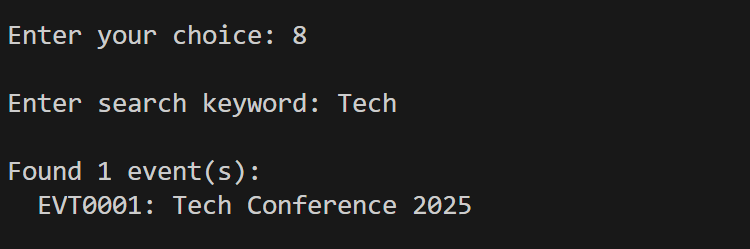 Enter your choice: 8
Enter search keyword: Tech
Found 1 event(s):
EVT0001: Tech Conference 2025